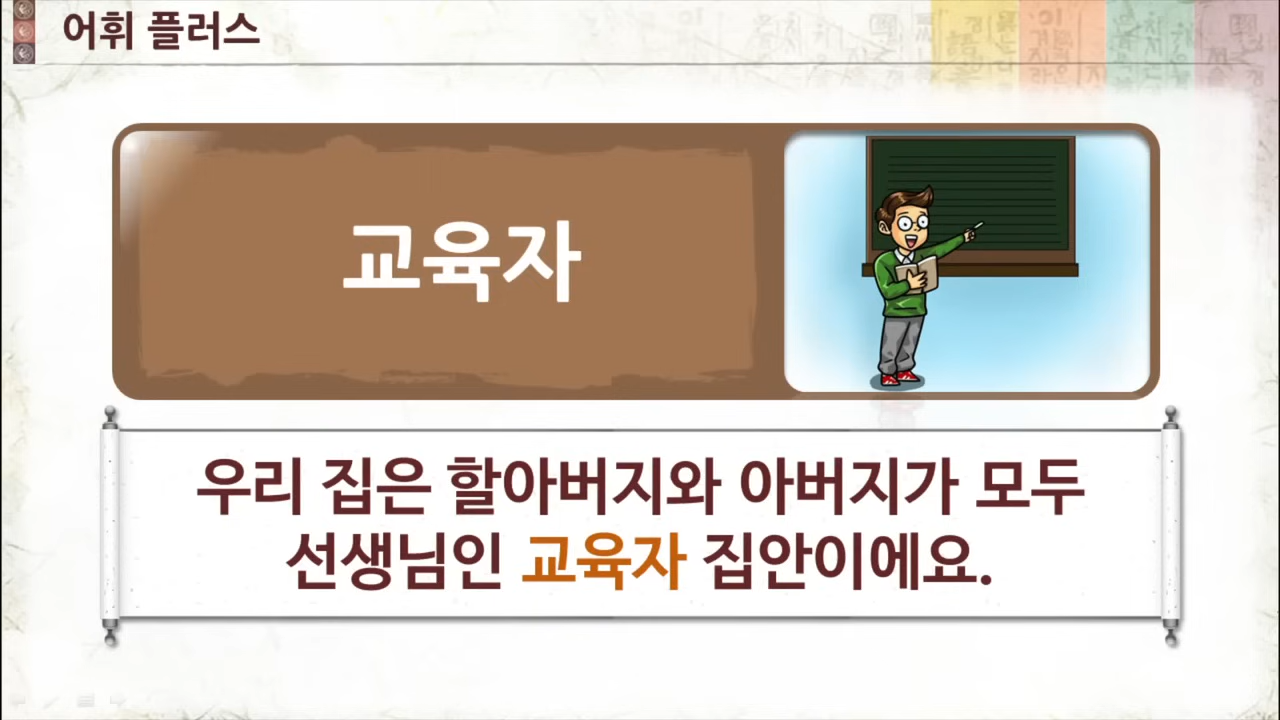 어휘 플러스
교육자
우리 집은 할아버지와 아버지가 모두
선생님인 교육자 집안이에요.